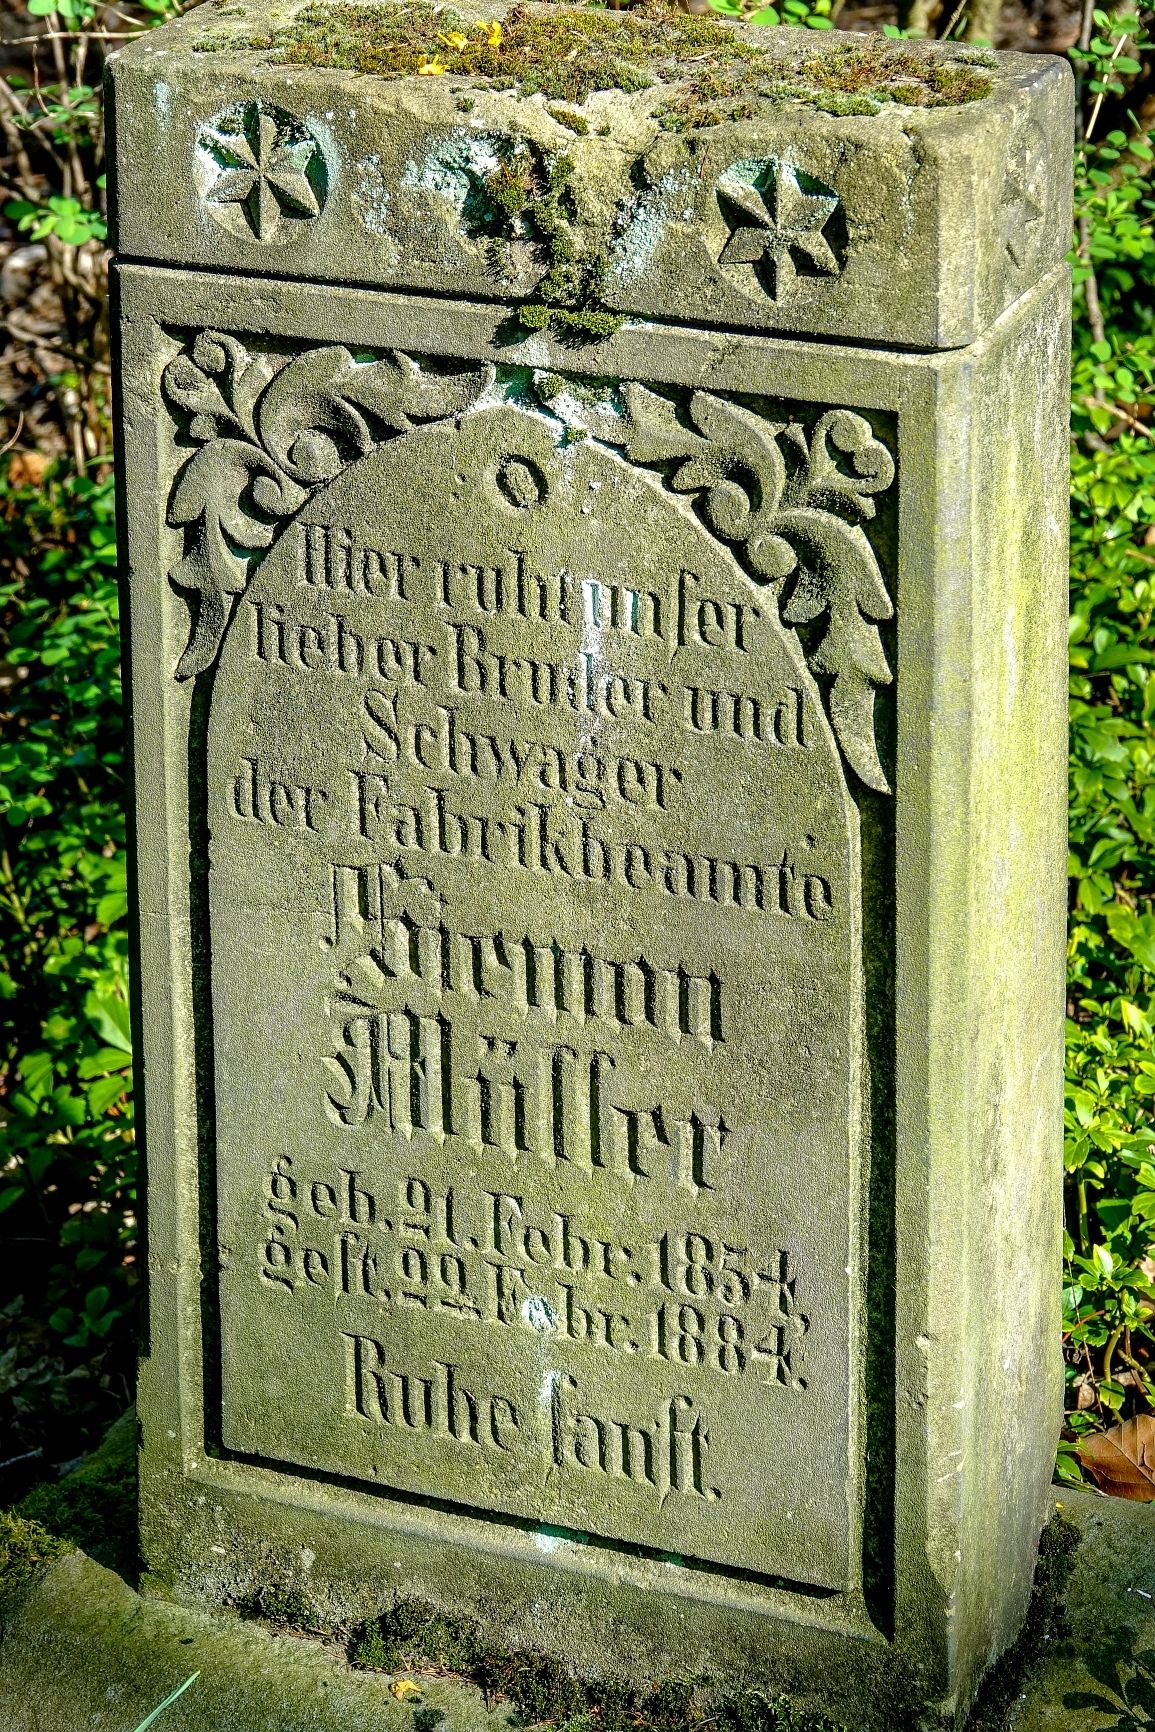 Hier ruht unſer
lieber Bruder und
Schwager
der Fabrikbeamte
Hermann
Müller
geb. 21. Febr. 1854,
geſt. 22. Febr. 1884.
Ruhe ſanft.